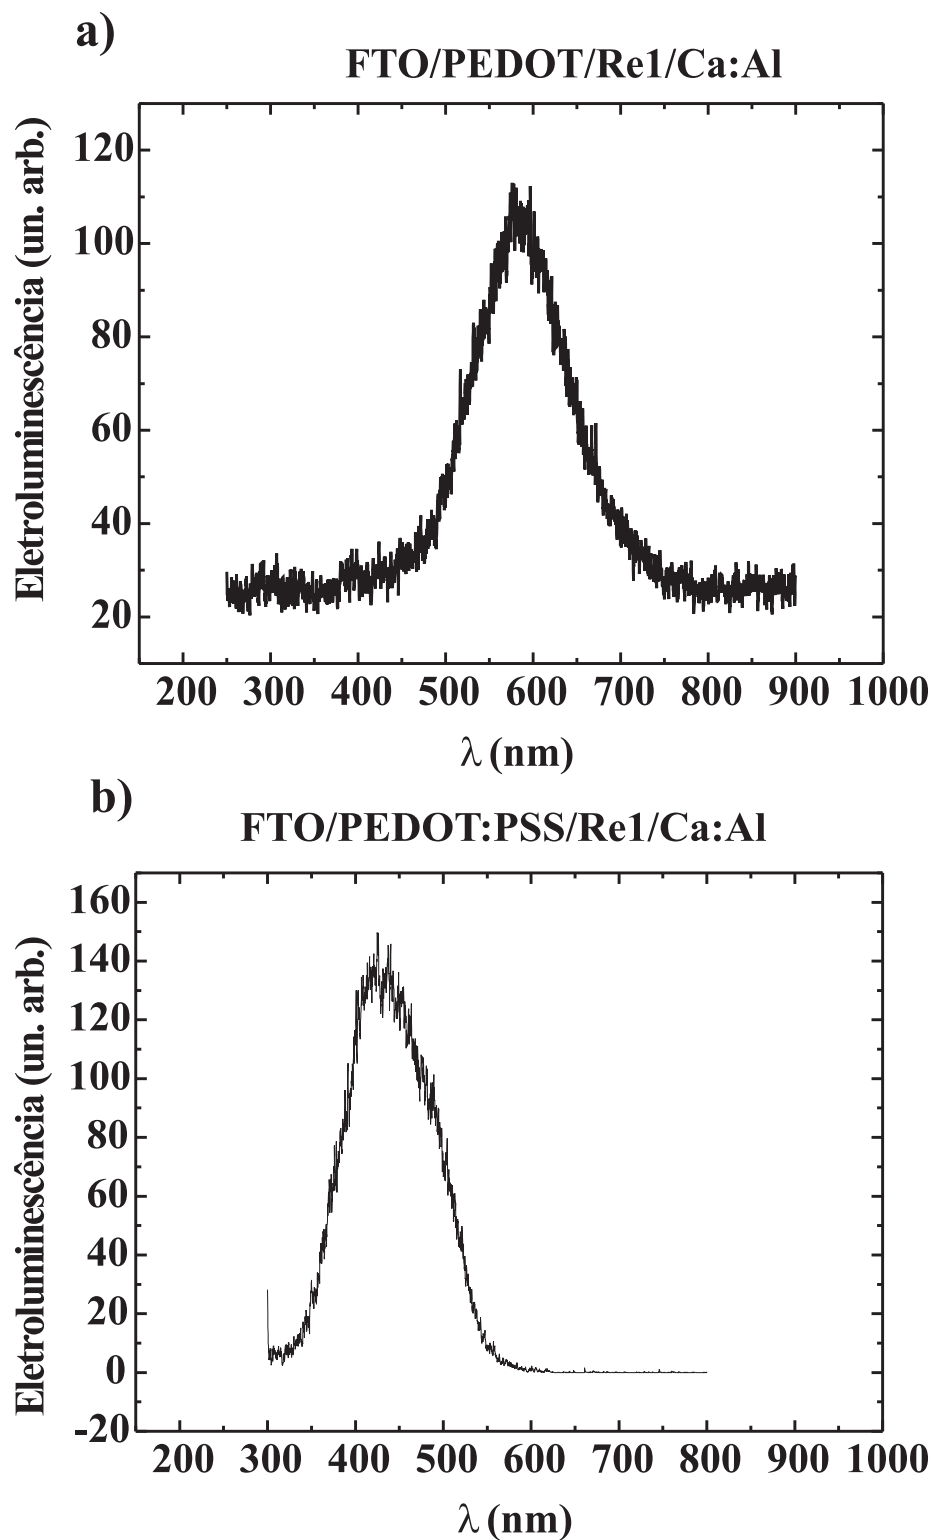 a)
FTO/PEDOT/Re1/Ca:Al
Eletroluminescência (un. arb.)
120
100
80
60
40
20
200 300 400 500 600 700 800 900 1000
λ (nm)
b)
FTO/PEDOT:PSS/Re1/Ca:Al
Eletroluminescência (un. arb.)
160
140
120
100
80
60
40
20
0
-20
200 300 400 500 600 700 800 900 1000
λ (nm)